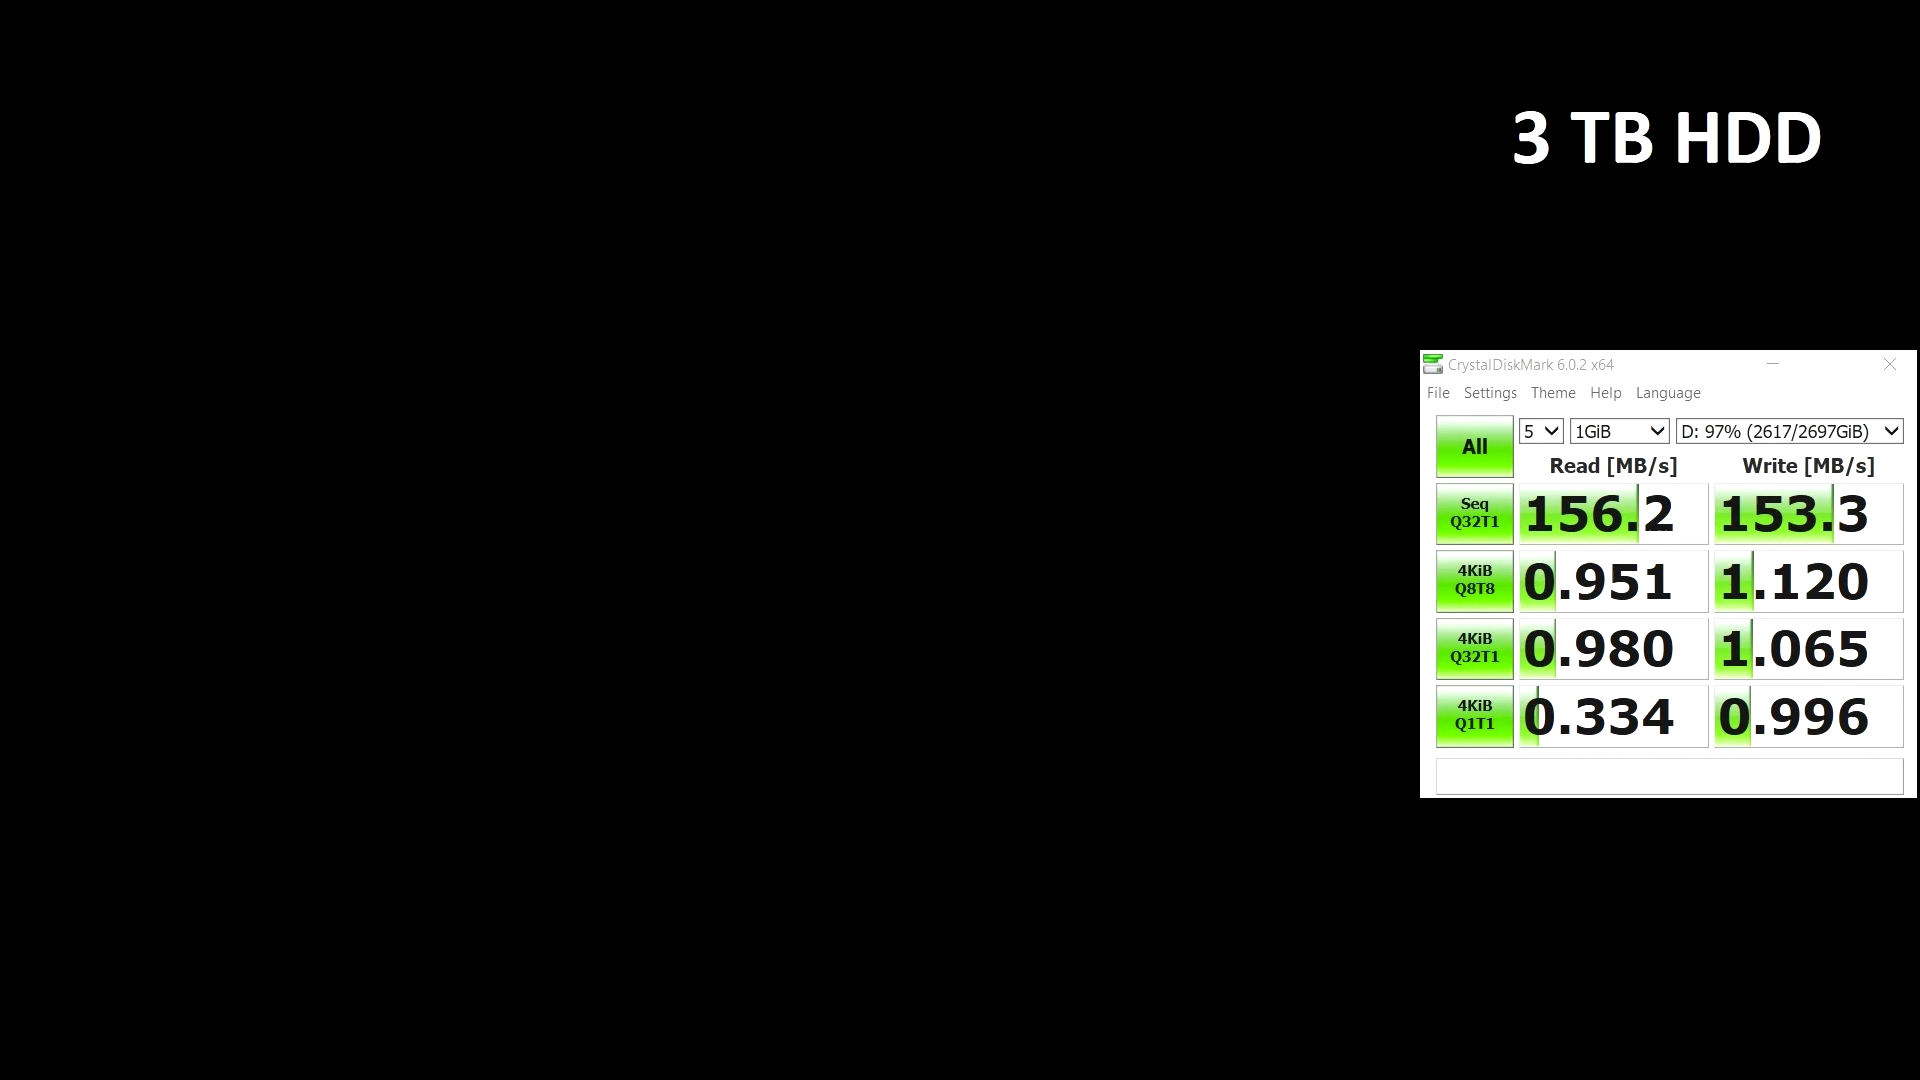 3 TB HDD
CrystalDiskMark 6.0.2 x64
File Settings Theme Help Language
All 5 1GiB D: 97% (2617/2697GiB)
Read [MB/s] Write [MB/s]
Seq
Q32T1 156.2 153.3
4KiB
Q8T8 0.951 1.120
4KiB
Q32T1 0.980 1.065
4KiB
Q1T1 0.334 0.996